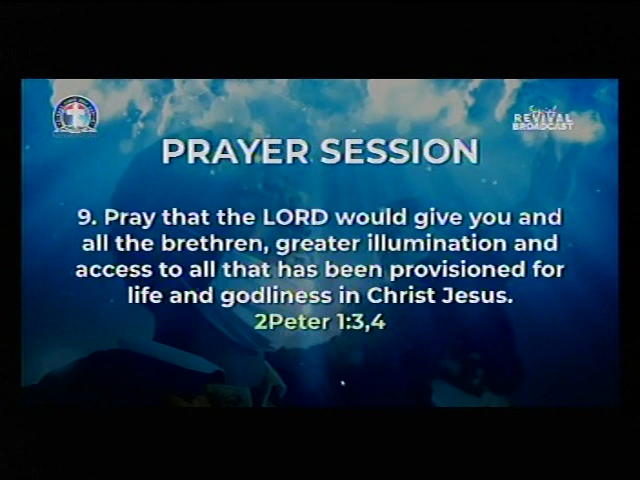 Special
REVIVAL
BROADCAST
PRAYER SESSION
9. Pray that the LORD would give you and
all the brethren, greater illumination and
access to all that has been provisioned for
life and godliness in Christ Jesus.
2Peter 1:3,4